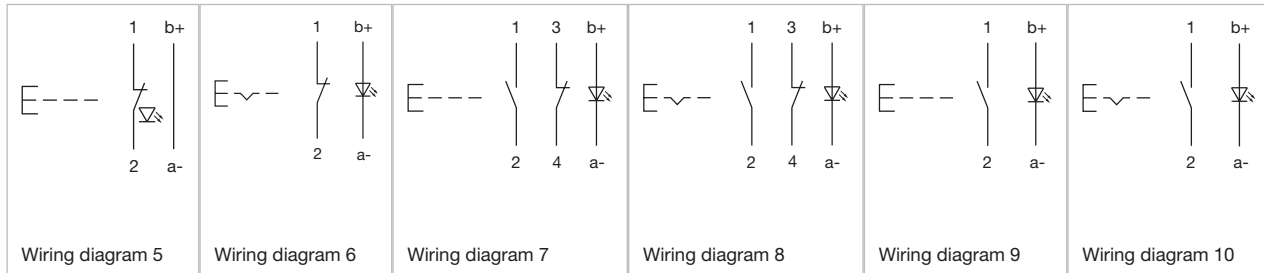 1 b+
2 a-
Wiring diagram 5
1 b+
2 a-
Wiring diagram 6
1 3 b+
2 4 a-
Wiring diagram 7
1 3 b+
2 4 a-
Wiring diagram 8
1 b+
2 a-
Wiring diagram 9
1 b+
2 a-
Wiring diagram 10